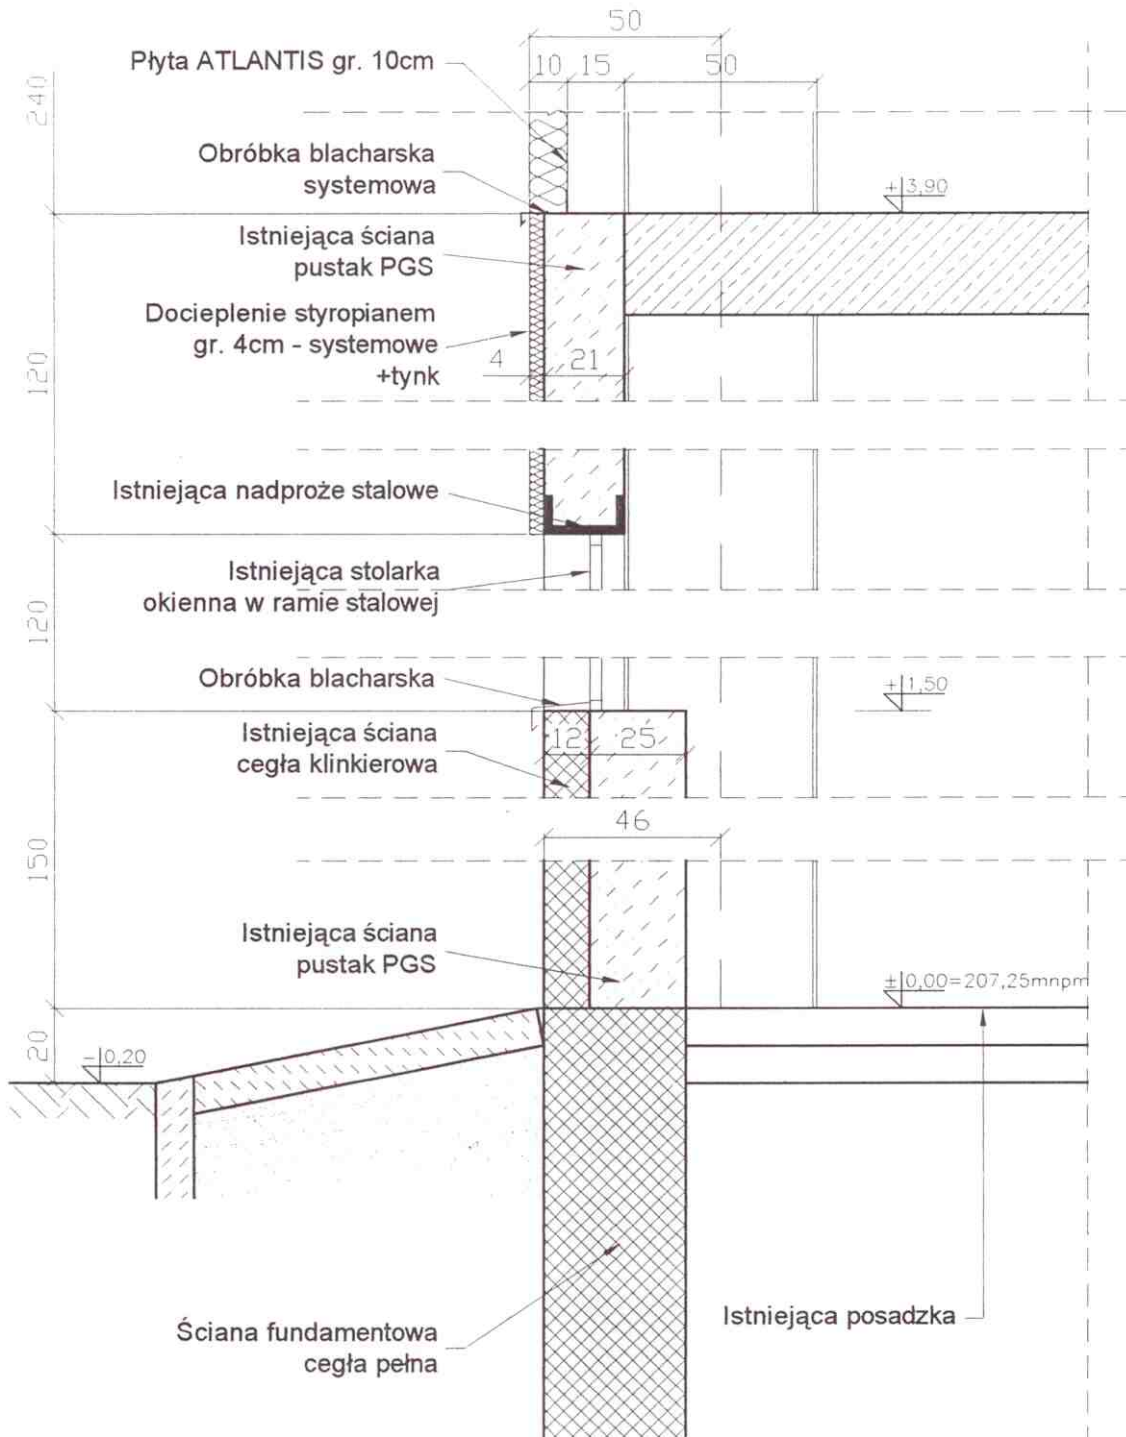 50
Płyta ATLANTIS gr. 10cm
10 15 50
240
Obróbka blacharska
systemowa
+3,90
Istniejąca ściana
pustak PGS
Docieplenie styropianem
gr. 4cm - systemowe
+tynk
4 21
120
Istniejąca nadproże stalowe
Istniejąca stolarka
okienna w ramie stalowej
120
Obróbka blacharska
+1,50
Istniejąca ściana
cegła klinkierowa
12 25
46
150
Istniejąca ściana
pustak PGS
±0,00=207,25mnpm
20
-0,20
Istniejąca posadzka
Ściana fundamentowa
cegła pełna